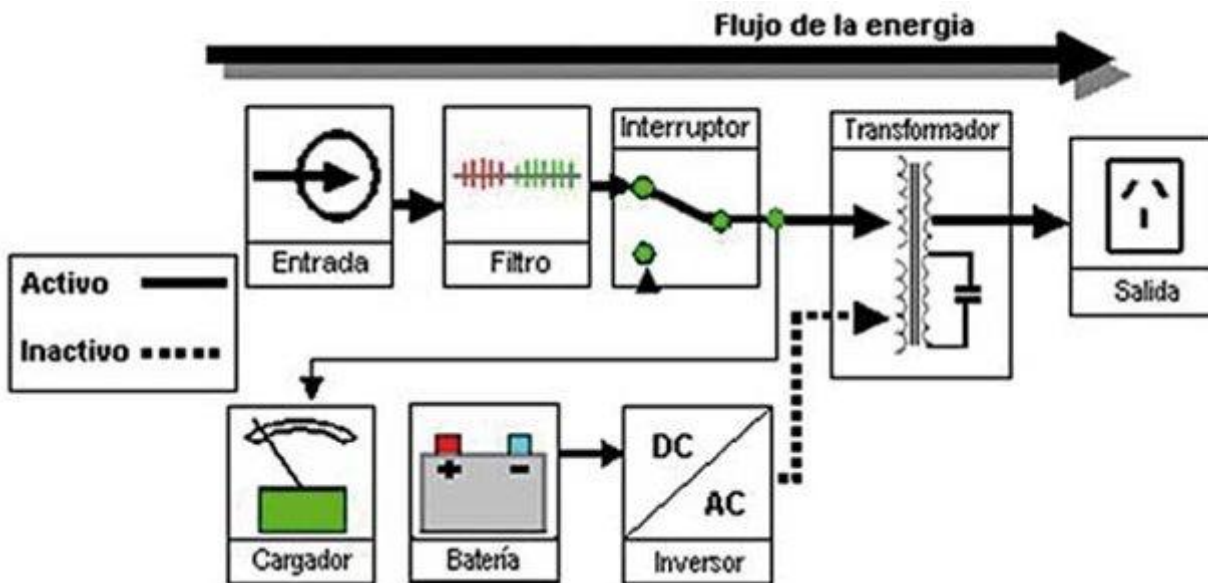 Flujo de la energia
Interruptor
Transformador
Entrada
Filtro
Salida
Activo
Inactivo
+ -
DC
AC
Cargador
Batería
Inversor